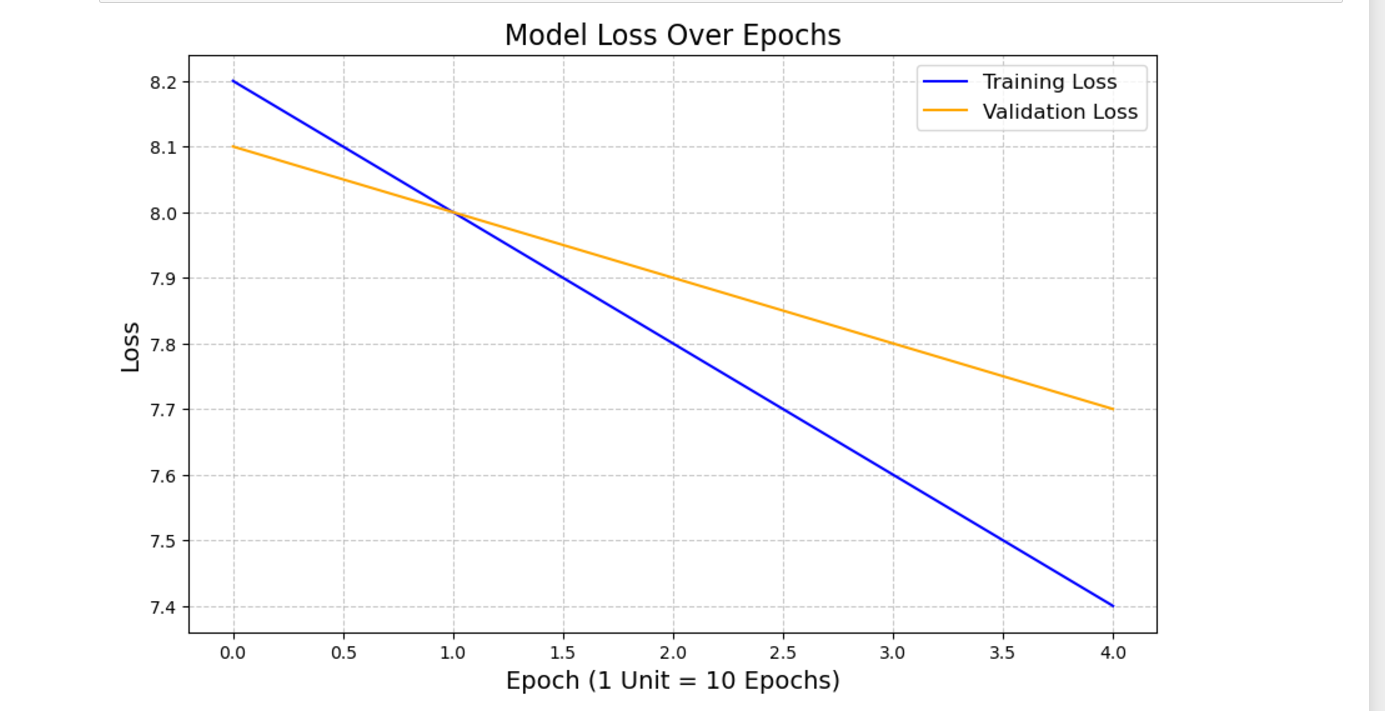 Model Loss Over Epochs
Training Loss
Validation Loss
8.2
8.1
8.0
7.9
7.8
7.7
7.6
7.5
7.4
Loss
0.0 0.5 1.0 1.5 2.0 2.5 3.0 3.5 4.0
Epoch (1 Unit = 10 Epochs)